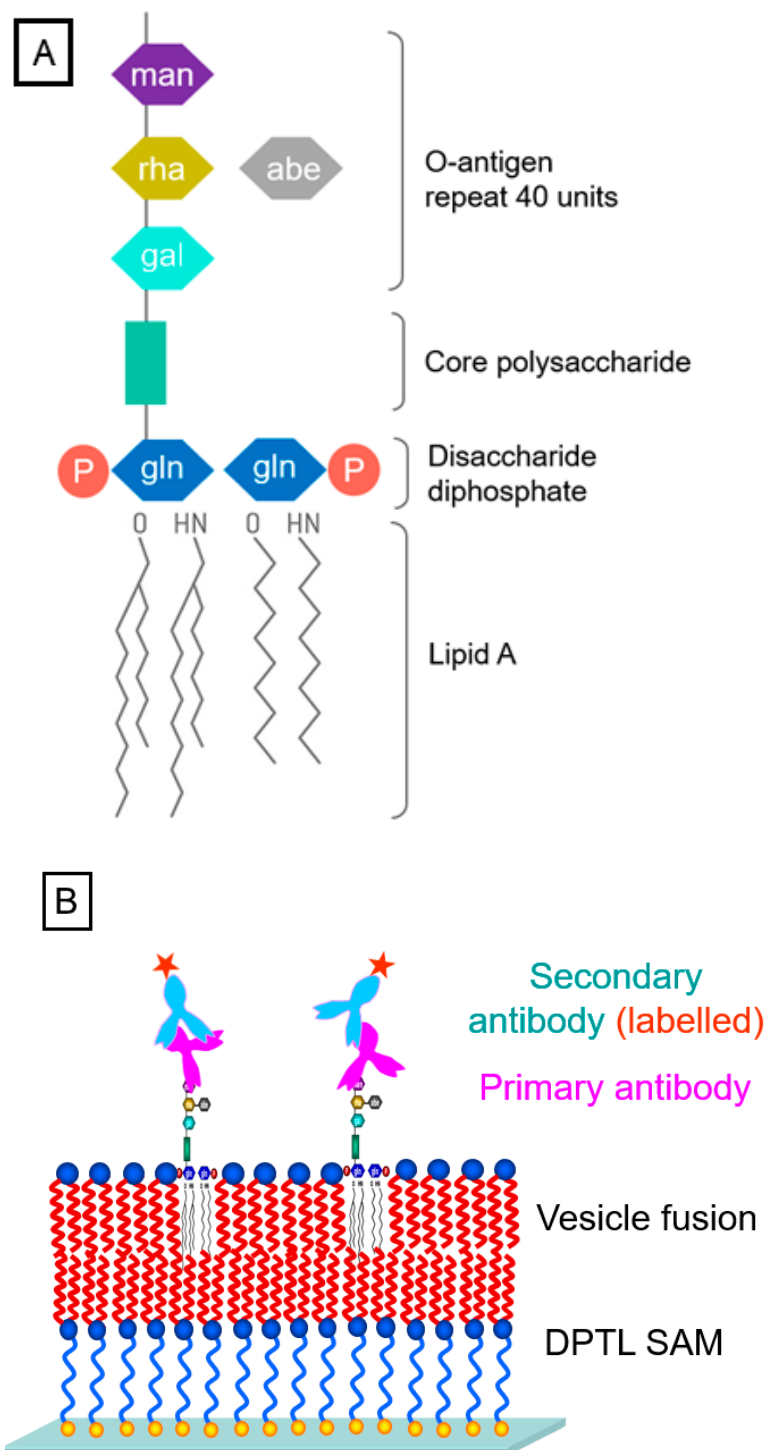 A
man
rha abe
gal
O-antigen
repeat 40 units
Core polysaccharide
P gln gln P
Disaccharide
diphosphate
O HN O HN
Lipid A
B
Secondary
antibody (labelled)
Primary antibody
Vesicle fusion
DPTL SAM